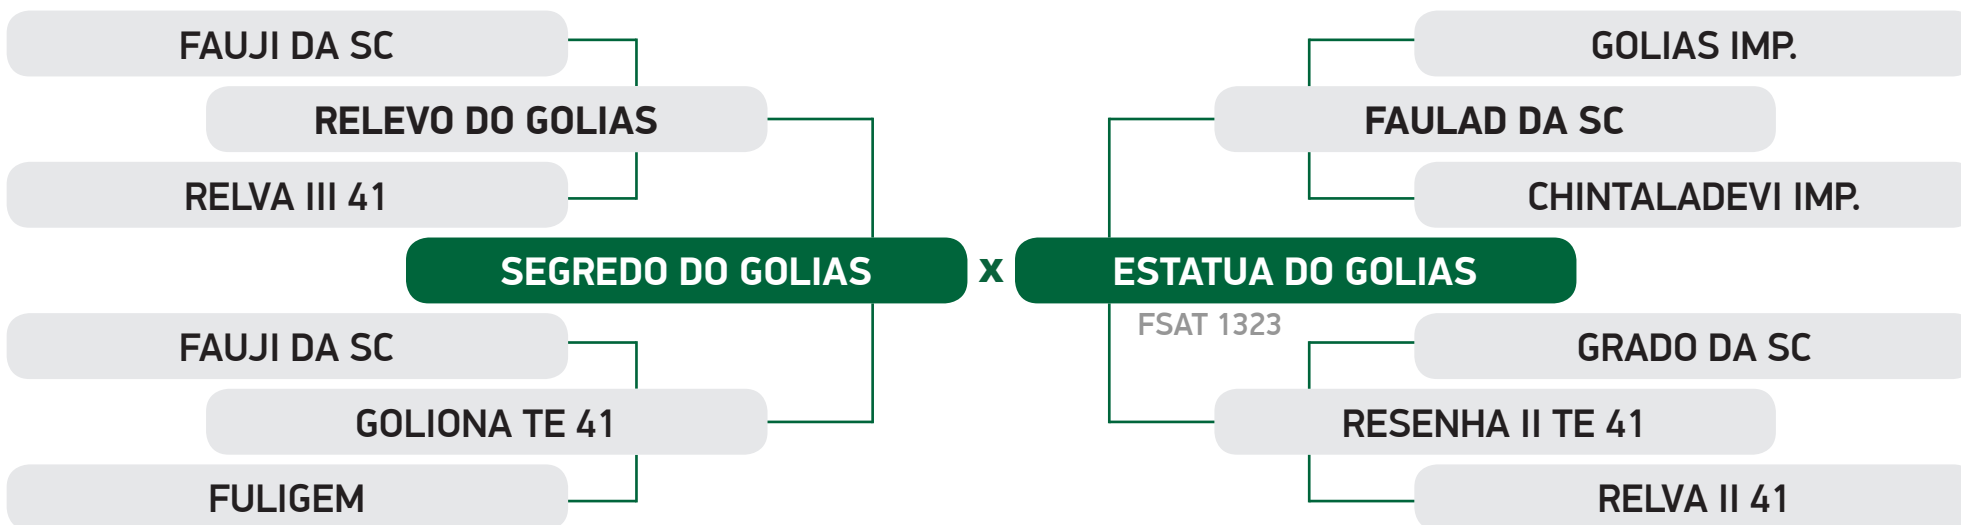 FAUJI DA SC
GOLIAS IMP.
RELEVO DO GOLIAS
FAULAD DA SC
RELVA III 41
CHINTALADEVI IMP.
SEGREDO DO GOLIAS x ESTATUA DO GOLIAS
FSAT 1323
FAUJI DA SC
GRADO DA SC
GOLIONA TE 41
RESENHA II TE 41
FULIGEM
RELVA II 41